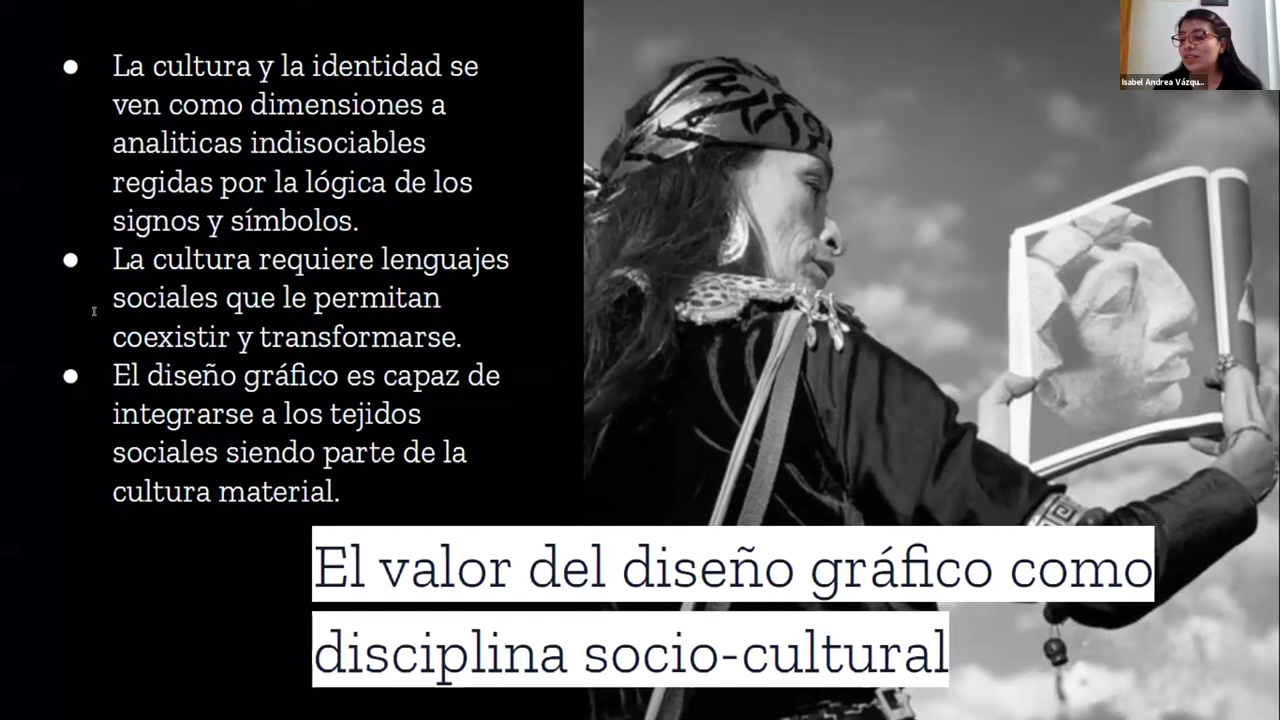 La cultura y la identidad se
ven como dimensiones a
analiticas indisociables
regidas por la lógica de los
signos y símbolos.
La cultura requiere lenguajes
sociales que le permitan
coexistir y transformarse.
El diseño gráfico es capaz de
integrarse a los tejidos
sociales siendo parte de la
cultura material.
El valor del diseño gráfico como
disciplina socio-cultural
Isabel Andrea Vázqu...